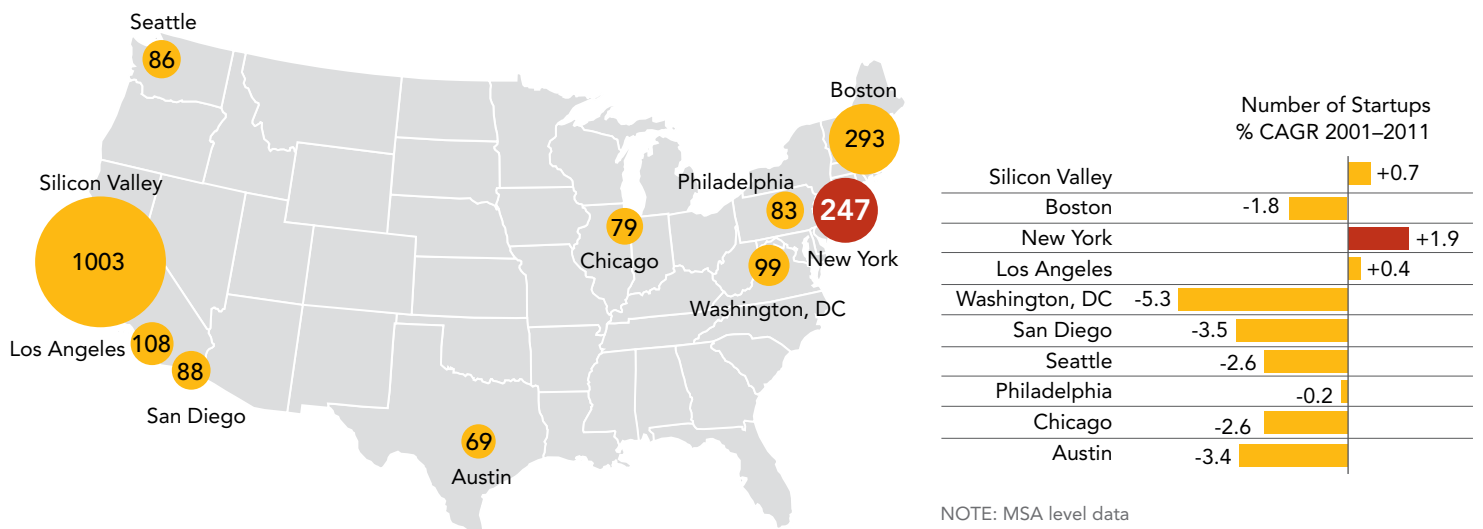 Seattle
86
Boston
293
Silicon Valley
1003
Philadelphia
83
247
New York
79
Chicago
99
Washington, DC
Los Angeles
108
88
San Diego
69
Austin
Number of Startups
% CAGR 2001–2011
Silicon Valley +0.7
Boston -1.8
New York +1.9
Los Angeles +0.4
Washington, DC -5.3
San Diego -3.5
Seattle -2.6
Philadelphia -0.2
Chicago -2.6
Austin -3.4
NOTE: MSA level data